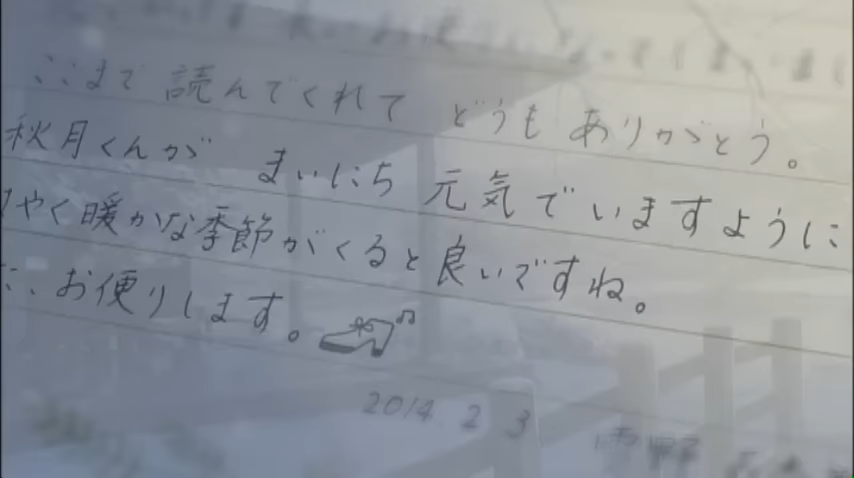 ここまで 読んでくれて どうも ありがとう。
秋月くんが まいにち 元気でいますように
はやく暖かな季節がくると良いですね。
お便りします。
2014 2 3